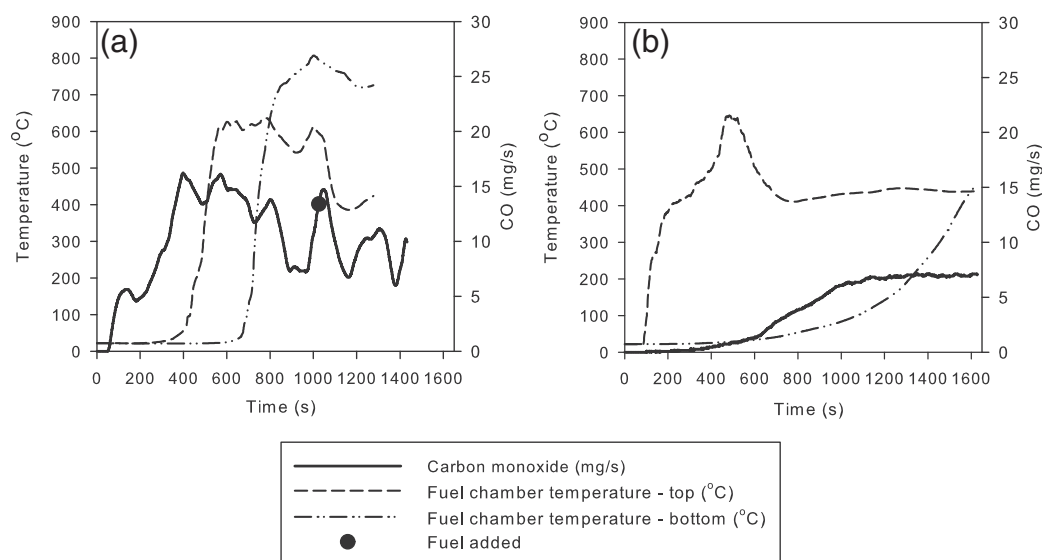 (a)
900
800
700
600
500
400
300
200
100
0
Temperature (°C)
30
25
20
15
10
5
0
CO (mg/s)
0 200 400 600 800 1000 1200 1400 1600
Time (s)
(b)
900
800
700
600
500
400
300
200
100
0
Temperature (°C)
30
25
20
15
10
5
0
CO (mg/s)
0 200 400 600 800 1000 1200 1400 1600
Time (s)
Carbon monoxide (mg/s)
Fuel chamber temperature - top (°C)
Fuel chamber temperature - bottom (°C)
Fuel added